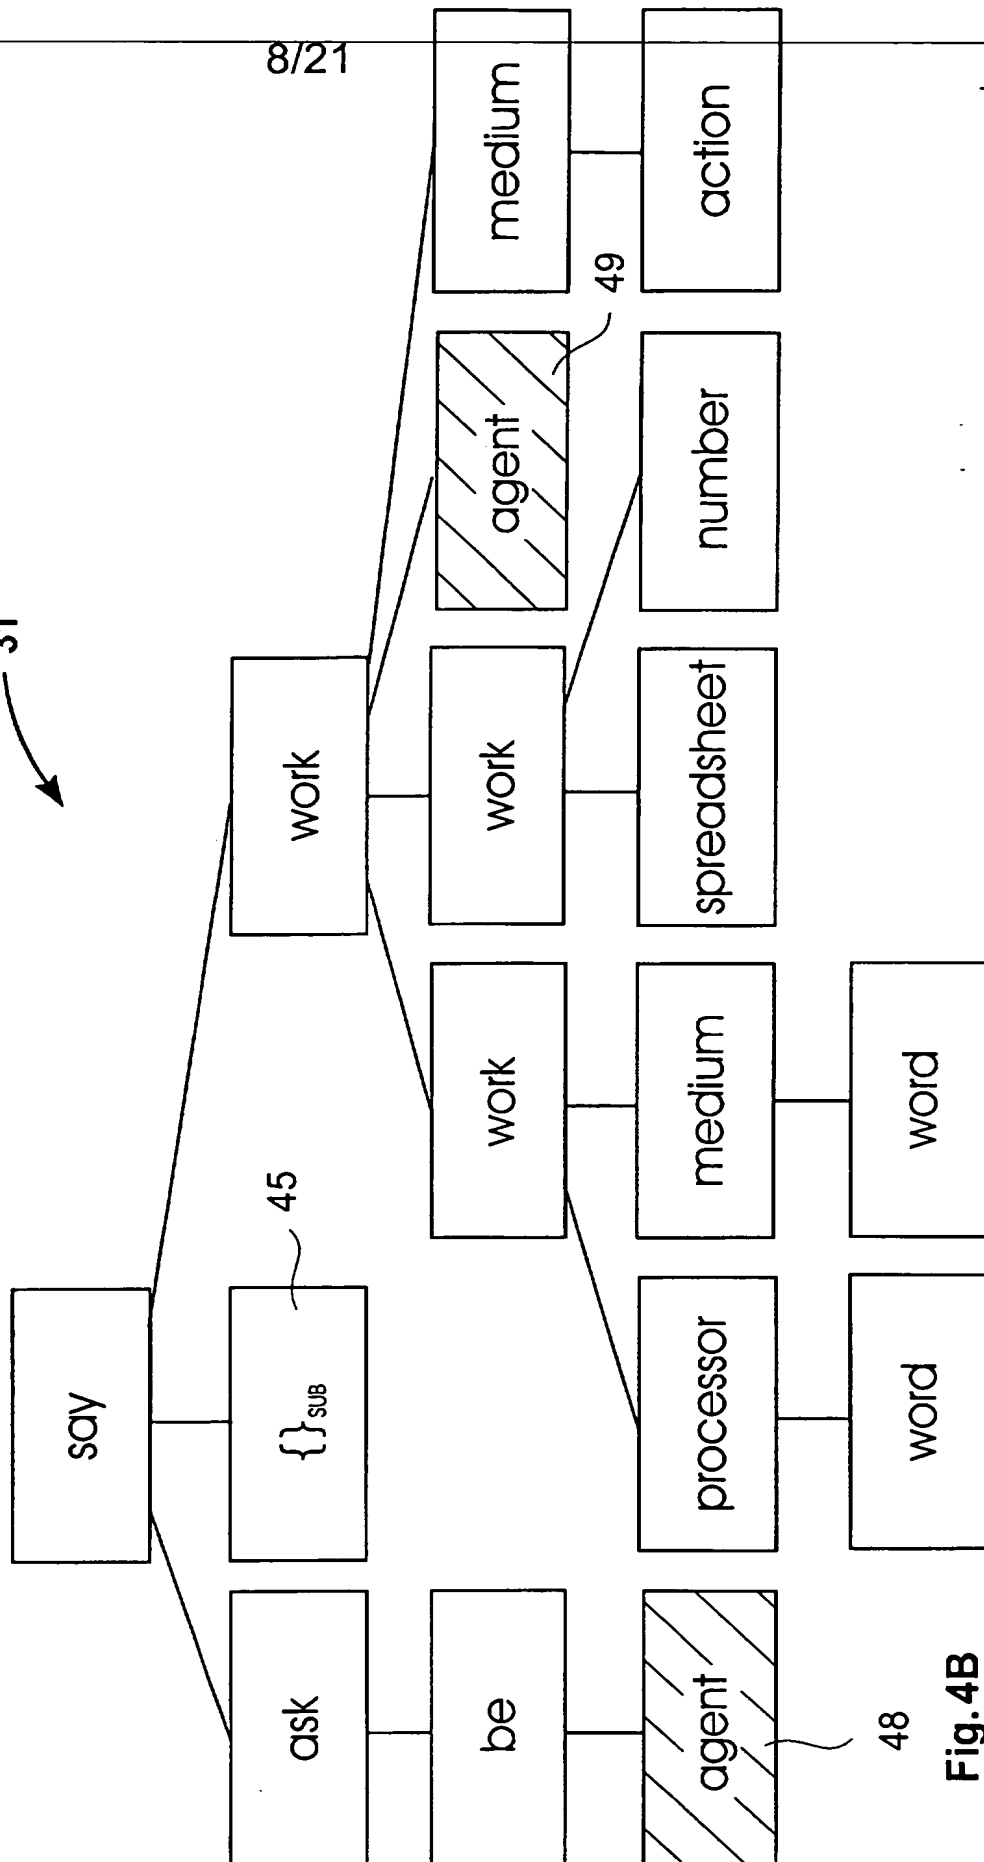 8/21
31
say
ask
{}SUB
45
work
be
work
work
agent
49
medium
agent
48
processor
medium
spreadsheet
number
action
word
word
Fig.4B